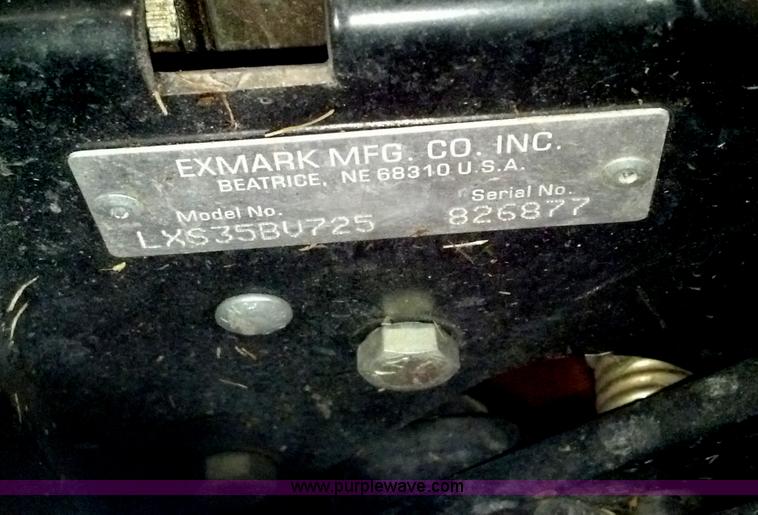 EXMARK MFG. CO. INC.
BEATRICE, NE 68310 U.S.A.
Model No. Serial No.
LXS35BV725 826877
www.purplewave.com